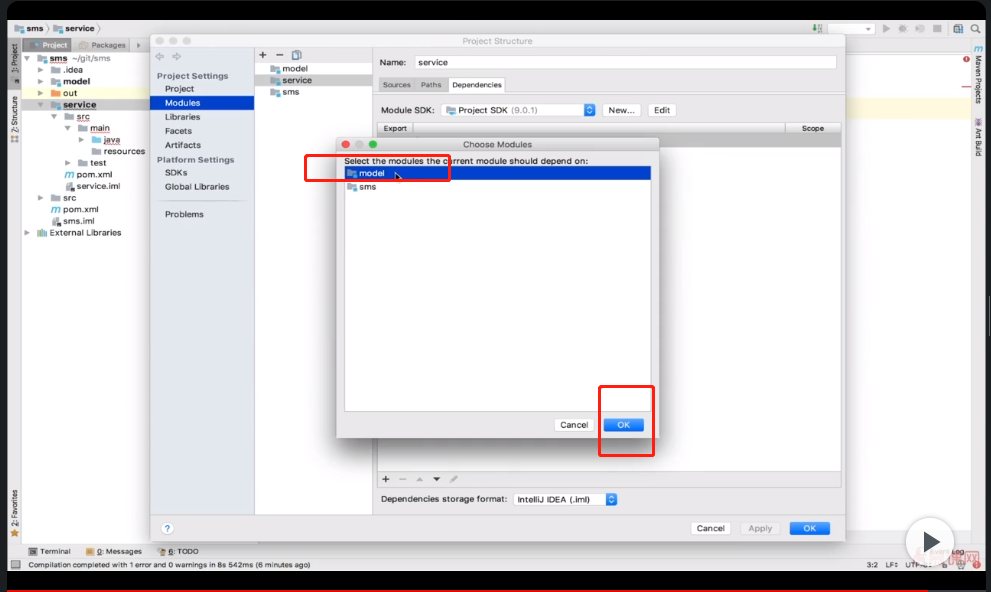 sms
service
Project
Packages
1: Project
Z: Structure
2: Favorites
sms ~/git/sms
.idea
model
out
service
src
main
java
resources
test
pom.xml
service.iml
src
pom.xml
sms.iml
External Libraries
Project Structure
Project Settings
Project
Modules
Libraries
Facets
Artifacts
Platform Settings
SDKs
Global Libraries
Problems
model
service
sms
Name: service
Sources Paths Dependencies
Module SDK: Project SDK (9.0.1) New... Edit
Export Scope
Choose Modules
Select the modules the current module should depend on:
model
sms
Cancel OK
Dependencies storage format: IntelliJ IDEA (.iml)
? Cancel Apply OK
Maven Projects
Ant Build
Terminal 0: Messages 6: TODO
Event Log
Compilation completed with 1 error and 0 warnings in 8s 542ms (6 minutes ago)
3:2 LF÷